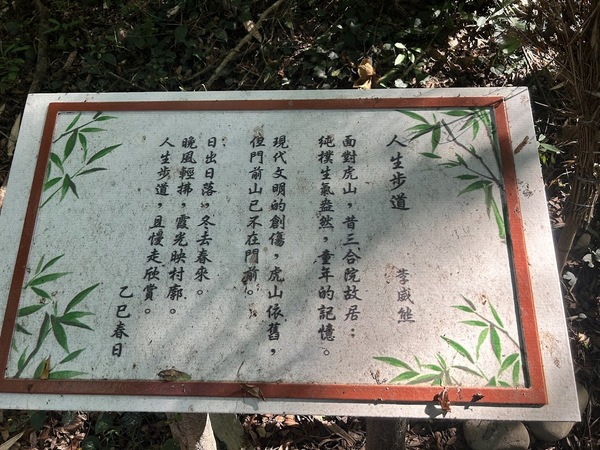 人生步道
李威熊
面對虎山，昔三合院故居：
純樸生氣盎然，童年的記憶。
現代文明的創傷，虎山依舊，
但門前山已不在門前。
日出日落，冬去春來。
晚風輕拂，霞光映村廓。
人生步道，且慢走欣賞。
乙巳春日